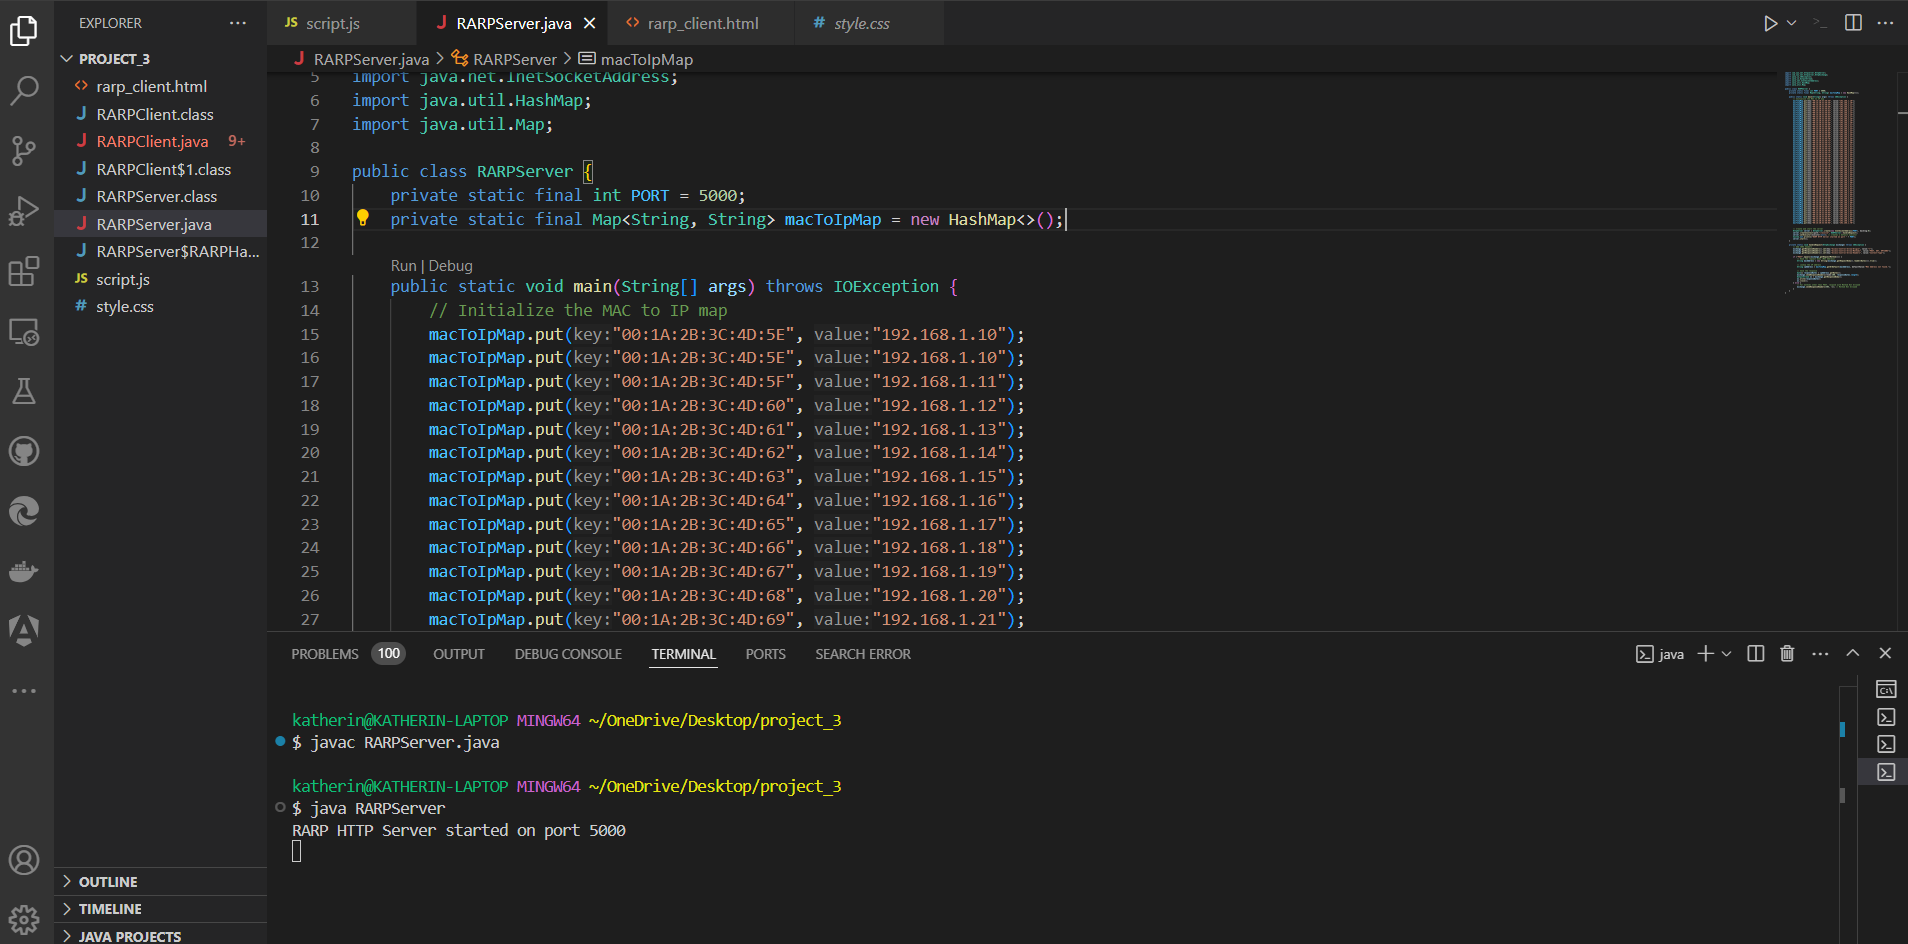 EXPLORER
PROJECT_3
rarp_client.html
RARPClient.class
RARPClient.java 9+
RARPClient$1.class
RARPServer.class
RARPServer.java
RARPServer$RARPHa...
JS script.js
# style.css
OUTLINE
TIMELINE
JAVA PROJECTS
JS script.js
J RARPServer.java
<> rarp_client.html
# style.css
J RARPServer.java > RARPServer > macToIpMap
5 import java.net.InetSocketAddress;
6 import java.util.HashMap;
7 import java.util.Map;
8
9 public class RARPServer {
10 private static final int PORT = 5000;
11 private static final Map<String, String> macToIpMap = new HashMap<>();
12
Run | Debug
13 public static void main(String[] args) throws IOException {
14 // Initialize the MAC to IP map
15 macToIpMap.put(key:"00:1A:2B:3C:4D:5E", value:"192.168.1.10");
16 macToIpMap.put(key:"00:1A:2B:3C:4D:5E", value:"192.168.1.10");
17 macToIpMap.put(key:"00:1A:2B:3C:4D:5F", value:"192.168.1.11");
18 macToIpMap.put(key:"00:1A:2B:3C:4D:60", value:"192.168.1.12");
19 macToIpMap.put(key:"00:1A:2B:3C:4D:61", value:"192.168.1.13");
20 macToIpMap.put(key:"00:1A:2B:3C:4D:62", value:"192.168.1.14");
21 macToIpMap.put(key:"00:1A:2B:3C:4D:63", value:"192.168.1.15");
22 macToIpMap.put(key:"00:1A:2B:3C:4D:64", value:"192.168.1.16");
23 macToIpMap.put(key:"00:1A:2B:3C:4D:65", value:"192.168.1.17");
24 macToIpMap.put(key:"00:1A:2B:3C:4D:66", value:"192.168.1.18");
25 macToIpMap.put(key:"00:1A:2B:3C:4D:67", value:"192.168.1.19");
26 macToIpMap.put(key:"00:1A:2B:3C:4D:68", value:"192.168.1.20");
27 macToIpMap.put(key:"00:1A:2B:3C:4D:69", value:"192.168.1.21");
PROBLEMS 100 OUTPUT DEBUG CONSOLE TERMINAL PORTS SEARCH ERROR
java
katherin@KATHERIN-LAPTOP MINGW64 ~/OneDrive/Desktop/project_3
$ javac RARPServer.java
katherin@KATHERIN-LAPTOP MINGW64 ~/OneDrive/Desktop/project_3
$ java RARPServer
RARP HTTP Server started on port 5000